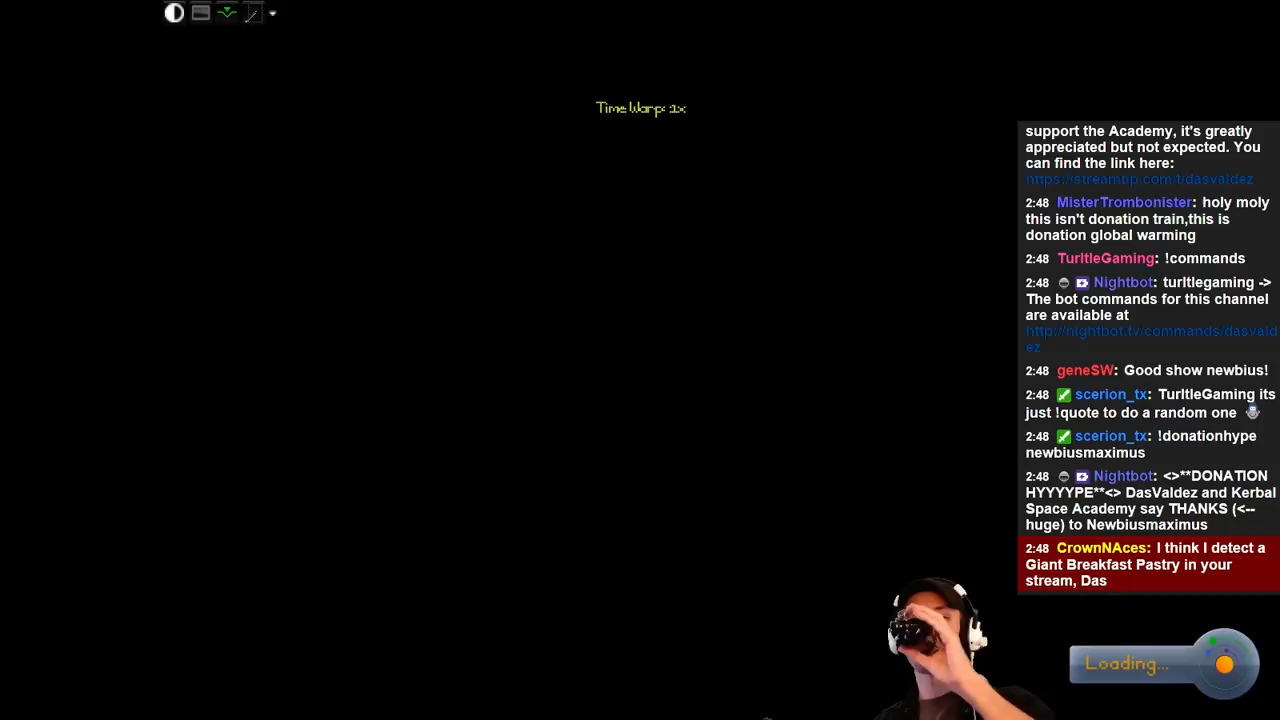 Time Warp: 1x
support the Academy, it's greatly
appreciated but not expected. You
can find the link here:
https://streamtip.com/t/dasvaldez
2:48 MisterTrombonister: holy moly
this isn't donation train,this is
donation global warming
2:48 TurltleGaming: !commands
2:48 Nightbot: turltlegaming ->
The bot commands for this channel
are available at
http://nightbot.tv/commands/dasvald
ez
2:48 geneSW: Good show newbius!
2:48 scerion_tx: TurltleGaming its
just !quote to do a random one
2:48 scerion_tx: !donationhype
newbiusmaximus
2:48 Nightbot: <>**DONATION
HYYYYPE**<> DasValdez and Kerbal
Space Academy say THANKS (<--
huge) to Newbiusmaximus
2:48 CrownNAces: I think I detect a
Giant Breakfast Pastry in your
stream, Das
Loading...